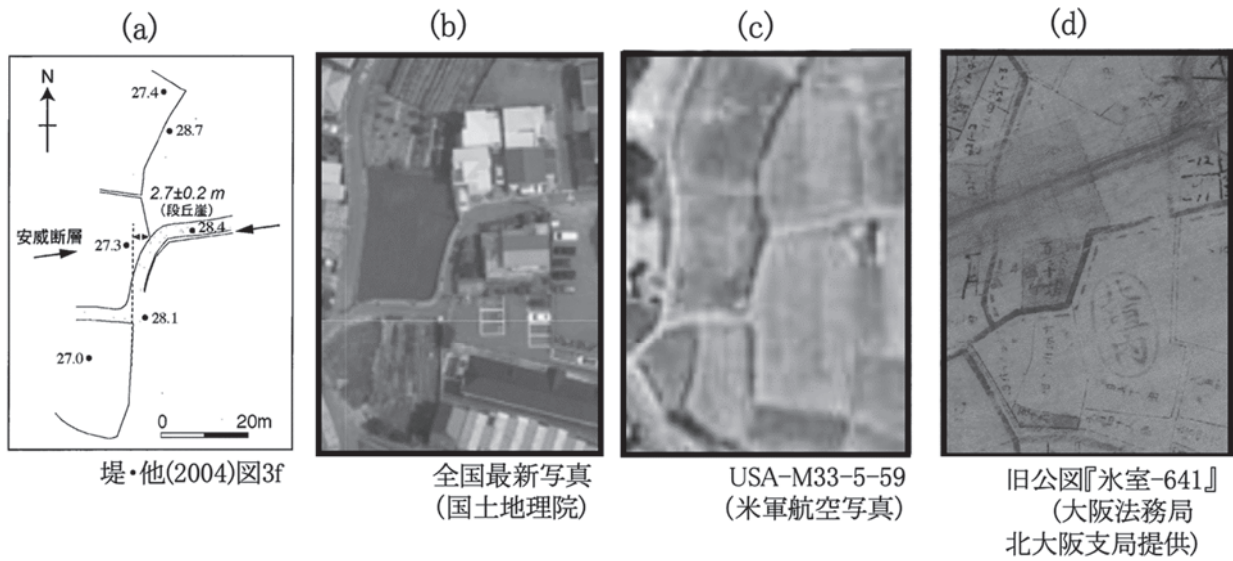 (a)
(b)
(c)
(d)
N
27.4
28.7
2.7±0.2 m
(段丘崖)
安威断層
27.3
28.4
28.1
27.0
0 20m
-12
-11
堤・他(2004)図3f
全国最新写真
(国土地理院)
USA-M33-5-59
(米軍航空写真)
旧公図『氷室-641』
(大阪法務局
北大阪支局提供)